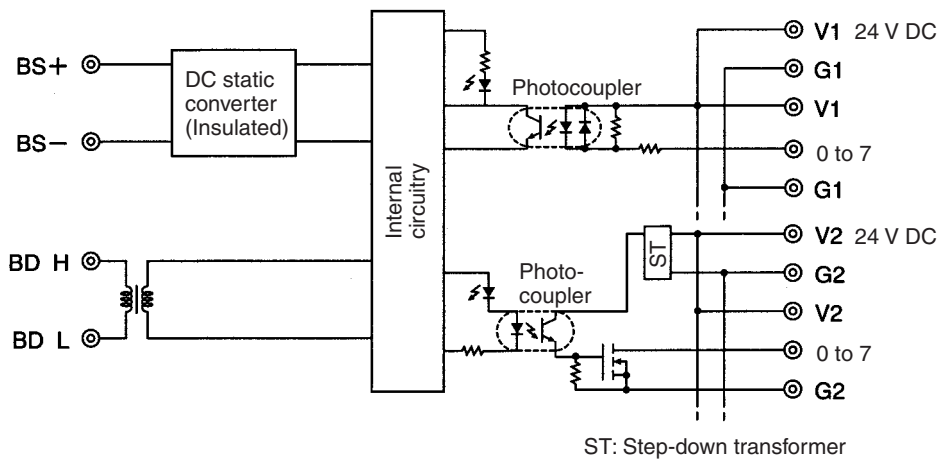 V1 24 V DC
BS+
DC static
converter
(Insulated)
G1
Photocoupler
V1
BS−
0 to 7
G1
Internal
circuitry
V2 24 V DC
ST
BD H
G2
Photo-
coupler
V2
BD L
0 to 7
G2
ST: Step-down transformer